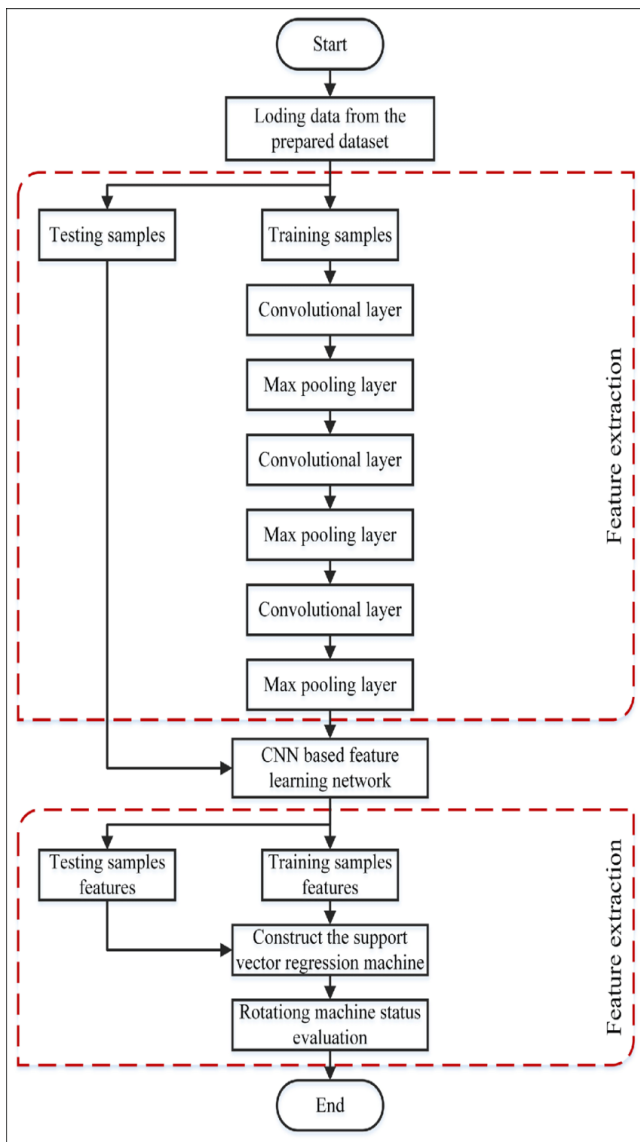 Start
Loding data from the
prepared dataset
Testing samples
Training samples
Convolutional layer
Max pooling layer
Convolutional layer
Max pooling layer
Convolutional layer
Max pooling layer
Feature extraction
CNN based feature
learning network
Testing samples
features
Training samples
features
Construct the support
vector regression machine
Rotationg machine status
evaluation
Feature extraction
End